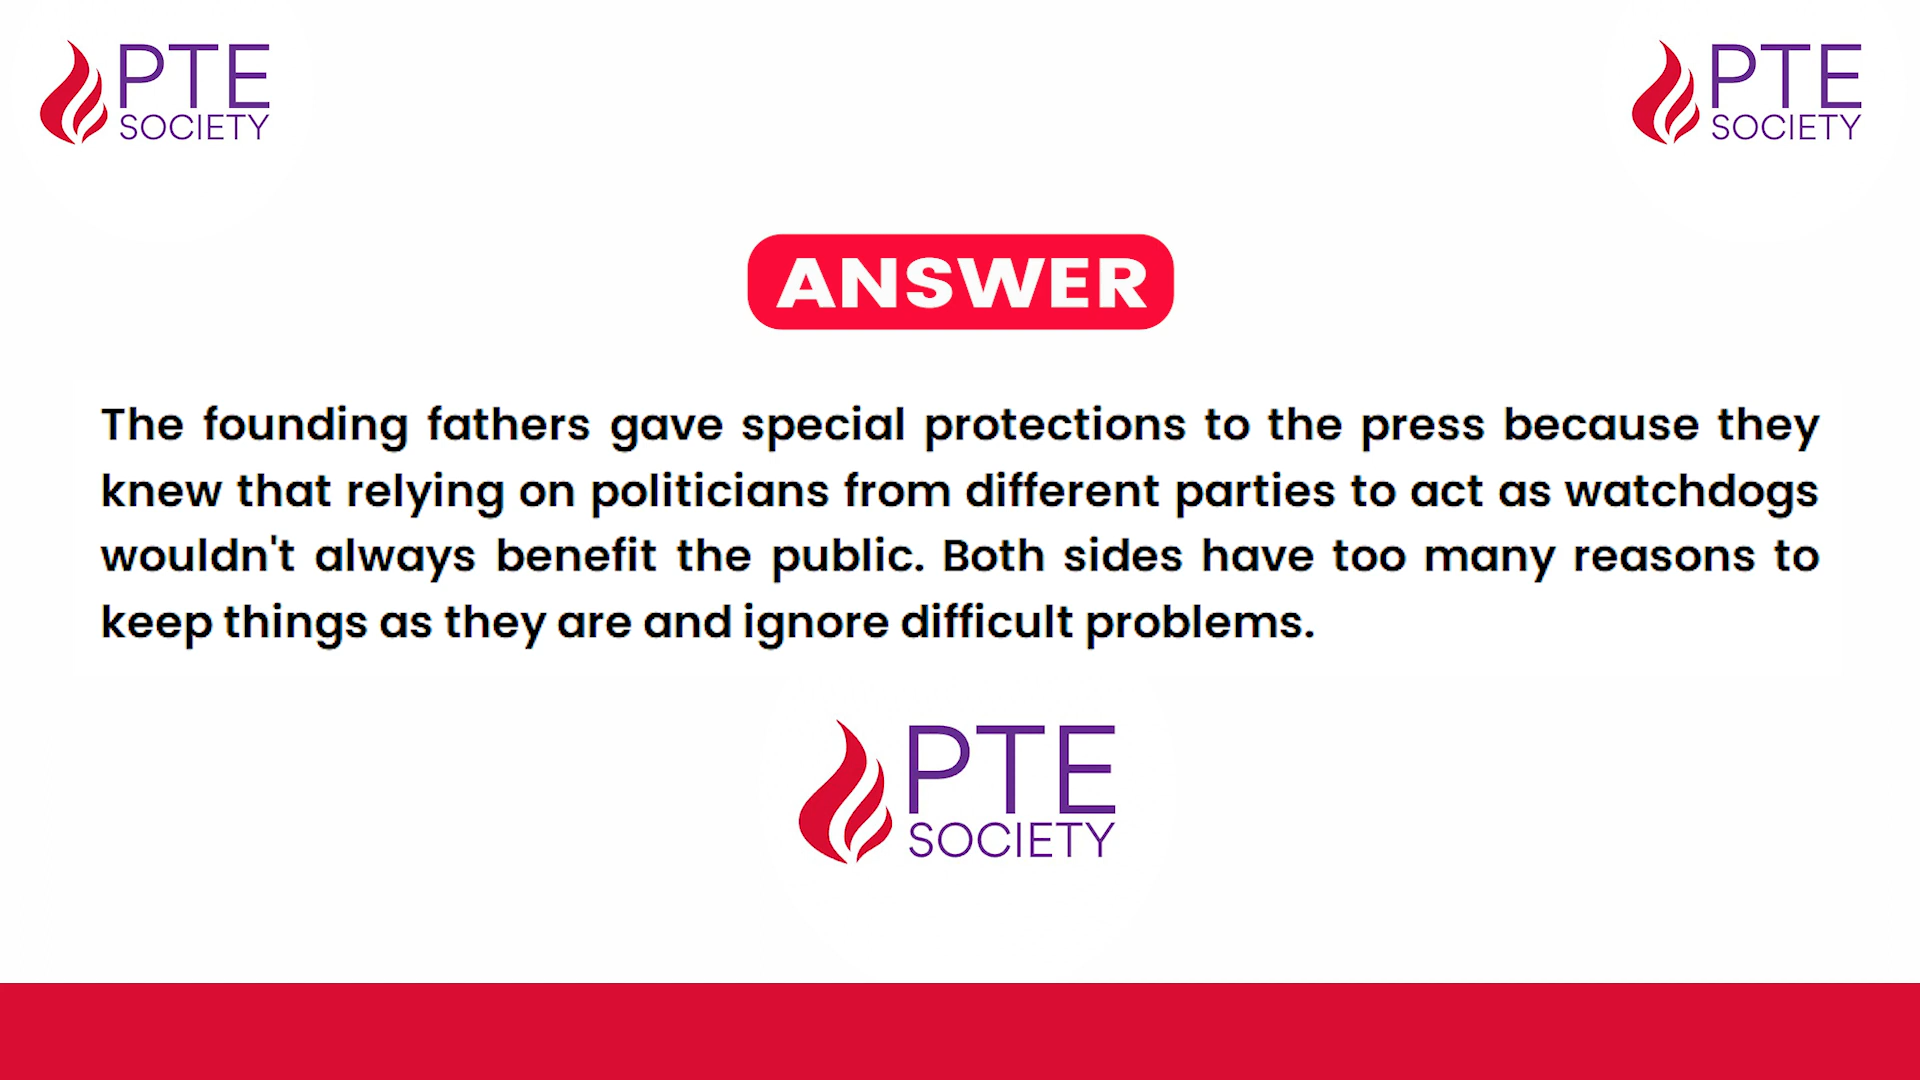 PTE
SOCIETY
PTE
SOCIETY
ANSWER
The founding fathers gave special protections to the press because they
knew that relying on politicians from different parties to act as watchdogs
wouldn't always benefit the public. Both sides have too many reasons to
keep things as they are and ignore difficult problems.
PTE
SOCIETY